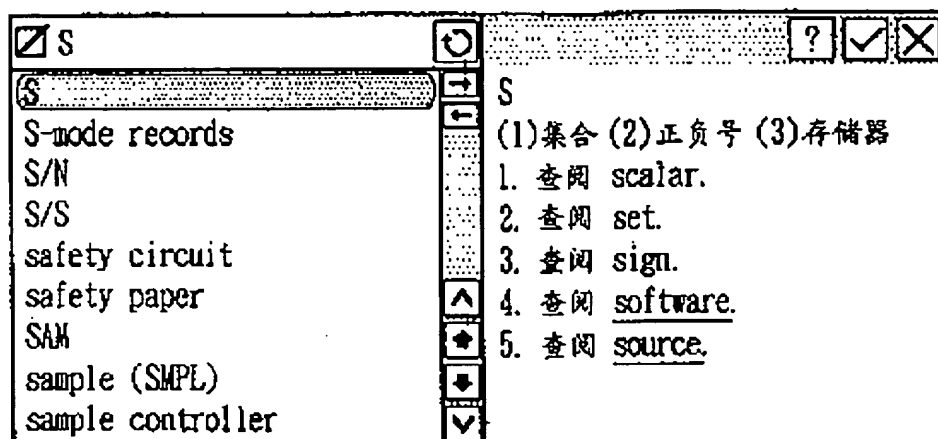 S
S
S-mode records
S/N
S/S
safety circuit
safety paper
SAM
sample (SMPL)
sample controller
?
S
(1)集合 (2)正负号 (3)存储器
1. 查阅 scalar.
2. 查阅 set.
3. 查阅 sign.
4. 查阅 software.
5. 查阅 source.